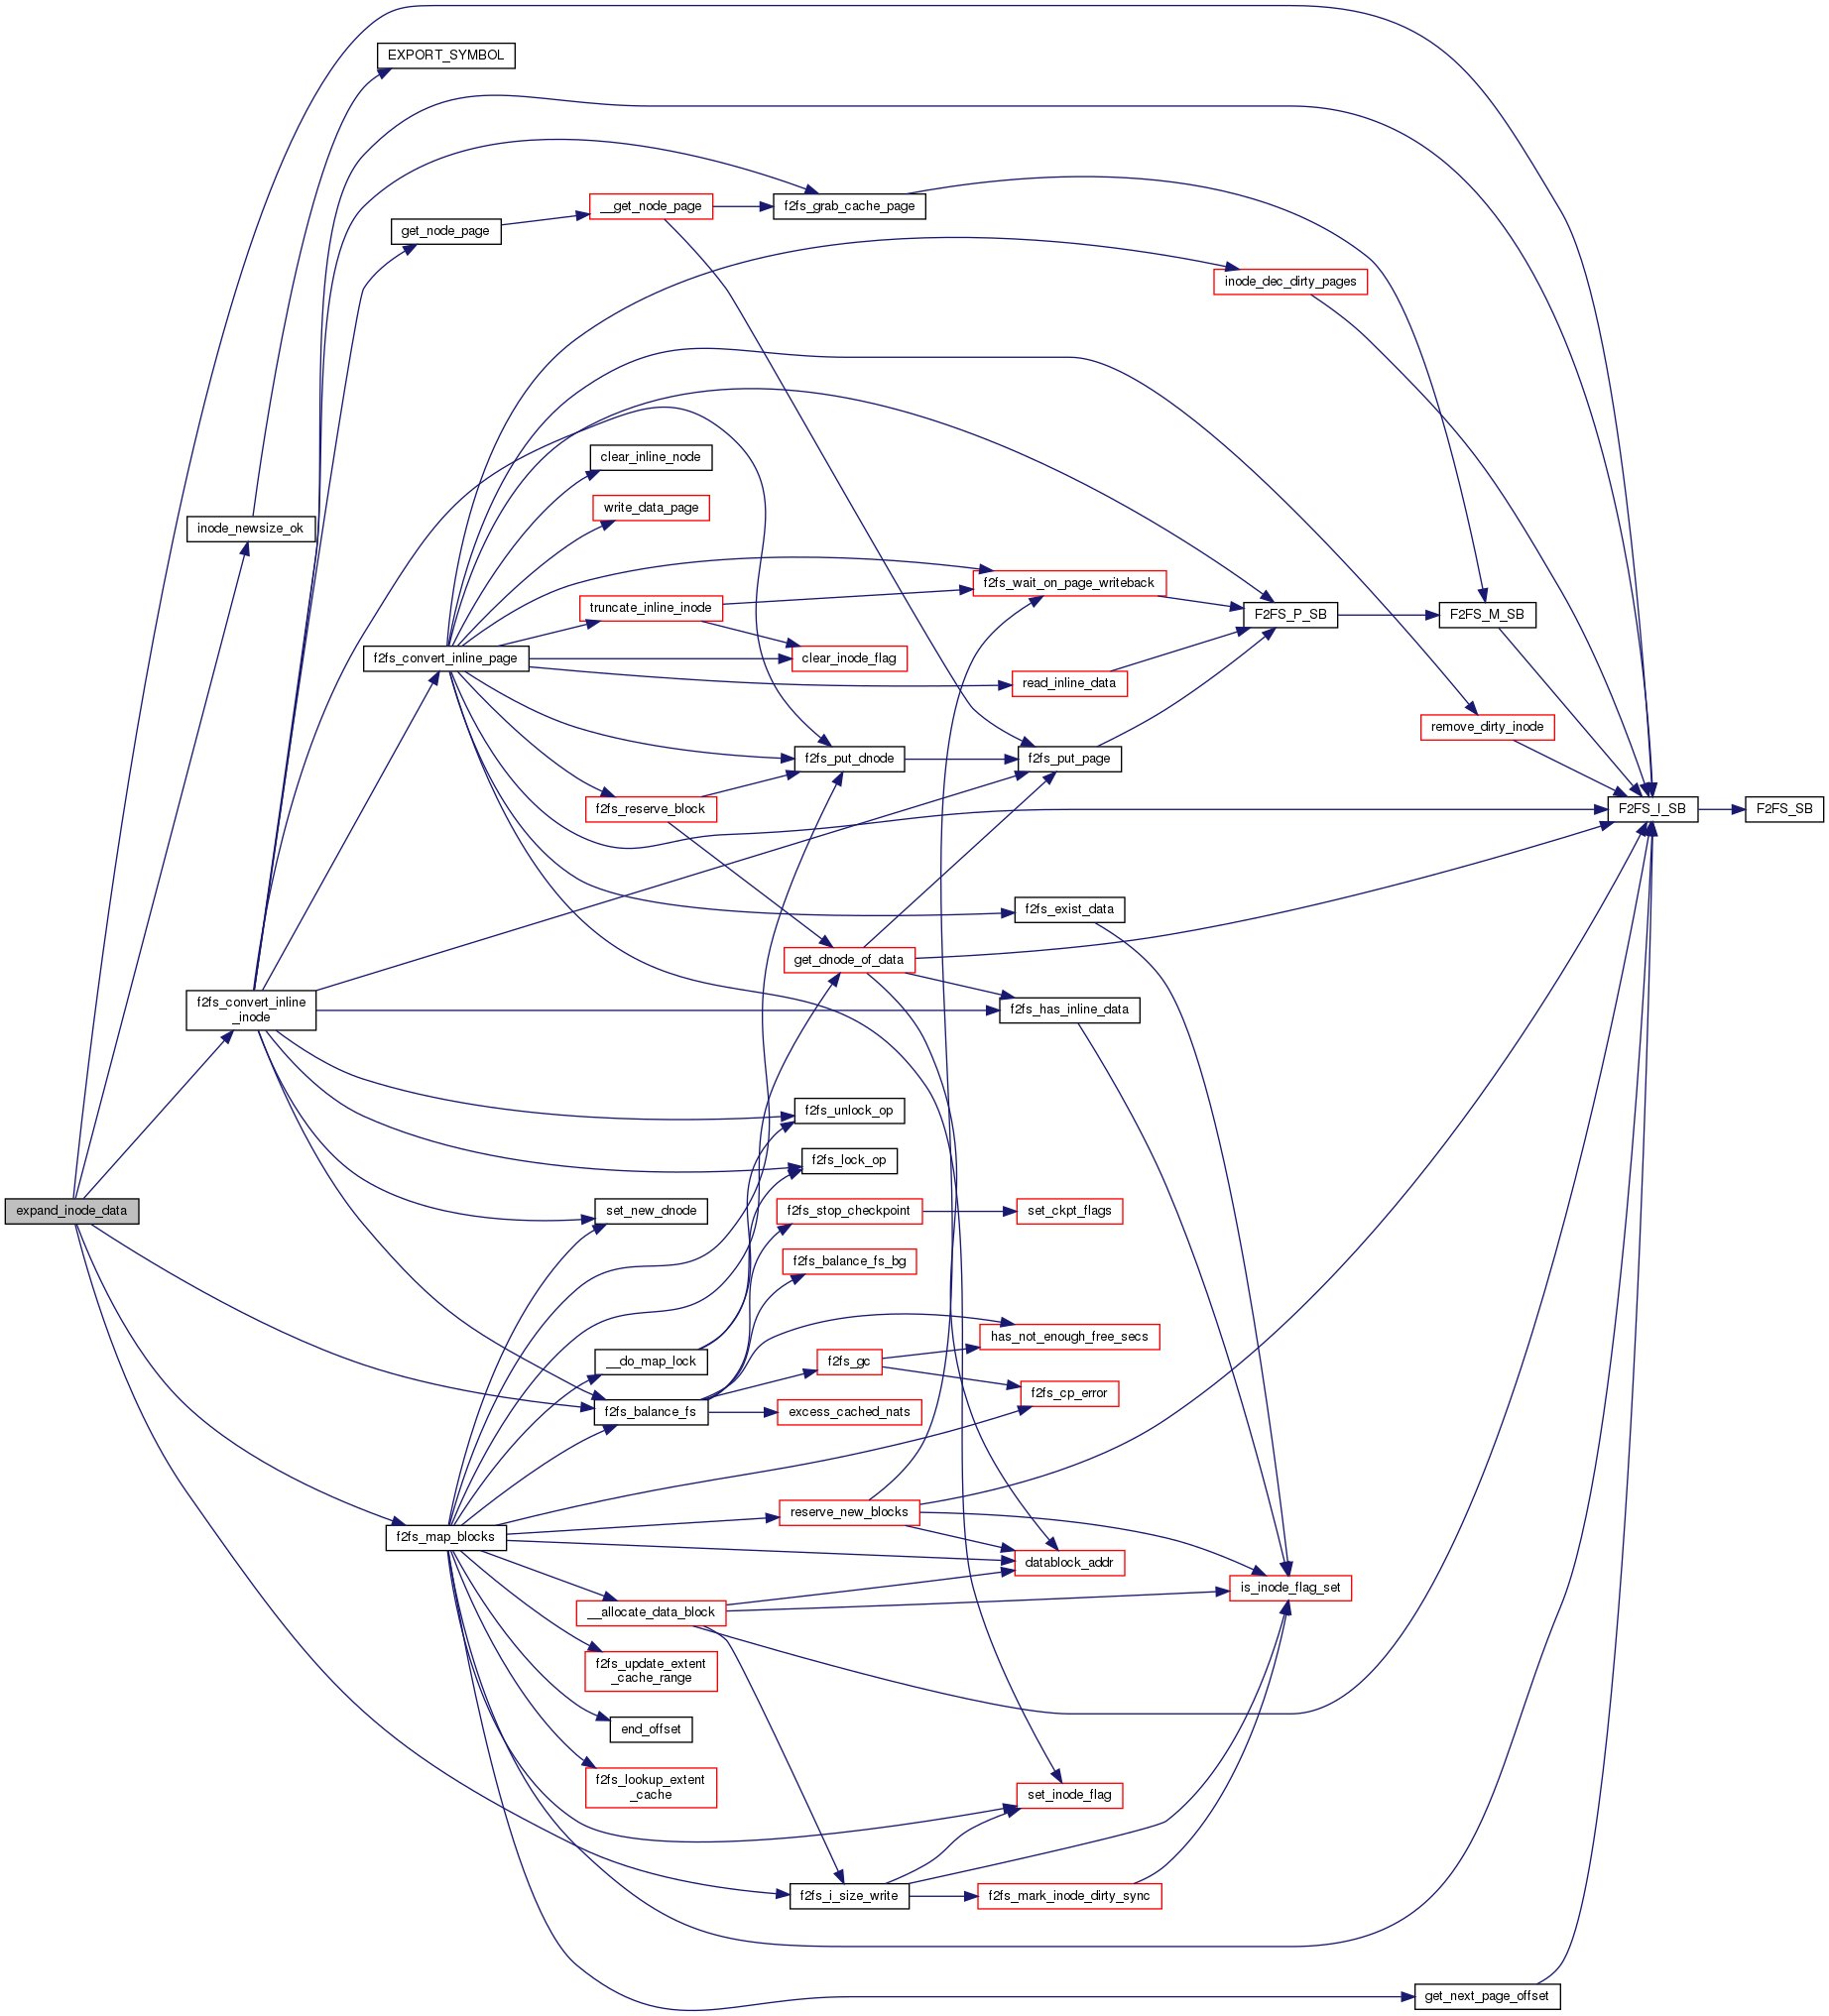 EXPORT_SYMBOL
__get_node_page
f2fs_grab_cache_page
get_node_page
inode_dec_dirty_pages
clear_inline_node
write_data_page
inode_newsize_ok
f2fs_wait_on_page_writeback
truncate_inline_inode
F2FS_P_SB
F2FS_M_SB
f2fs_convert_inline_page
clear_inode_flag
read_inline_data
remove_dirty_inode
f2fs_put_dnode
f2fs_put_page
f2fs_reserve_block
F2FS_I_SB
F2FS_SB
f2fs_exist_data
get_dnode_of_data
f2fs_convert_inline
_inode
f2fs_has_inline_data
f2fs_unlock_op
f2fs_lock_op
expand_inode_data
set_new_dnode
f2fs_stop_checkpoint
set_ckpt_flags
f2fs_balance_fs_bg
has_not_enough_free_secs
__do_map_lock
f2fs_gc
f2fs_cp_error
f2fs_balance_fs
excess_cached_nats
reserve_new_blocks
f2fs_map_blocks
datablock_addr
is_inode_flag_set
__allocate_data_block
f2fs_update_extent
_cache_range
end_offset
f2fs_lookup_extent
_cache
set_inode_flag
f2fs_i_size_write
f2fs_mark_inode_dirty_sync
get_next_page_offset